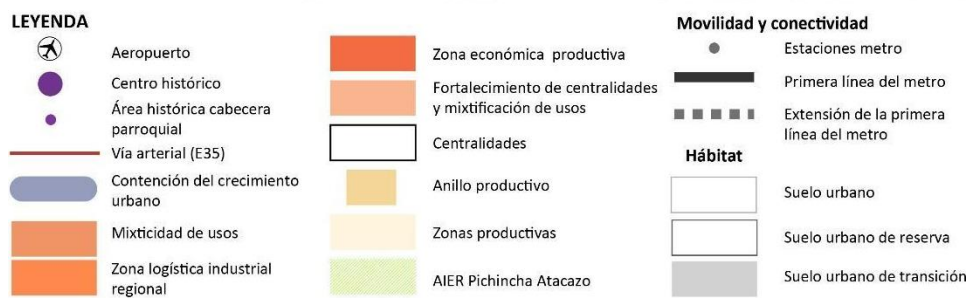 LEYENDA
Aeropuerto
Centro histórico
Área histórica cabecera
parroquial
Vía arterial (E35)
Contención del crecimiento
urbano
Mixticidad de usos
Zona logística industrial
regional
Zona económica productiva
Fortalecimiento de centralidades
y mixtificación de usos
Centralidades
Anillo productivo
Zonas productivas
AIER Pichincha Atacazo
Movilidad y conectividad
Estaciones metro
Primera línea del metro
Extensión de la primera
línea del metro
Hábitat
Suelo urbano
Suelo urbano de reserva
Suelo urbano de transición